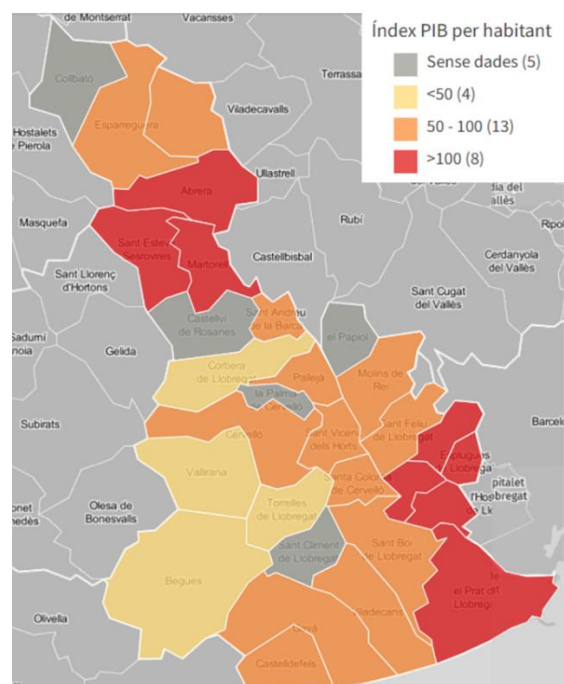 de Montserrat
Vacarisses
Índex PIB per habitant
Sense dades (5)
<50 (4)
50 - 100 (13)
>100 (8)
Collbató
Terrassa
Esparreguera
Viladecavalls
Hostalets
e Pierola
Ullastrell
Abrera
Rubí
Masquefa
Sant Esteve
Sesrovires
Martorell
Castellbisbal
Cerdanyola
del Vallès
Sant Llorenç
d'Hortons
Sant Cugat
del Vallès
Castellví
de Rosanes
Sant Andreu
de la Barca
el Papiol
Gelida
Corbera
de Llobregat
Pallejà
Molins de
Rei
la Palma
de Cervelló
Subirats
Cervelló
Sant Vicenç
dels Horts
Sant Feliu
de Llobregat
Barcelo
Esplugues
de Llobregat
Vallirana
Santa Coloma
de Cervelló
Olesa de
Bonesvalls
Torrelles
de Llobregat
Sant Climent
de Llobregat
Sant Boi
de Llobregat
Begues
el Prat de
Llobregat
Olivella
Viladecans
Gavà
Castelldefels